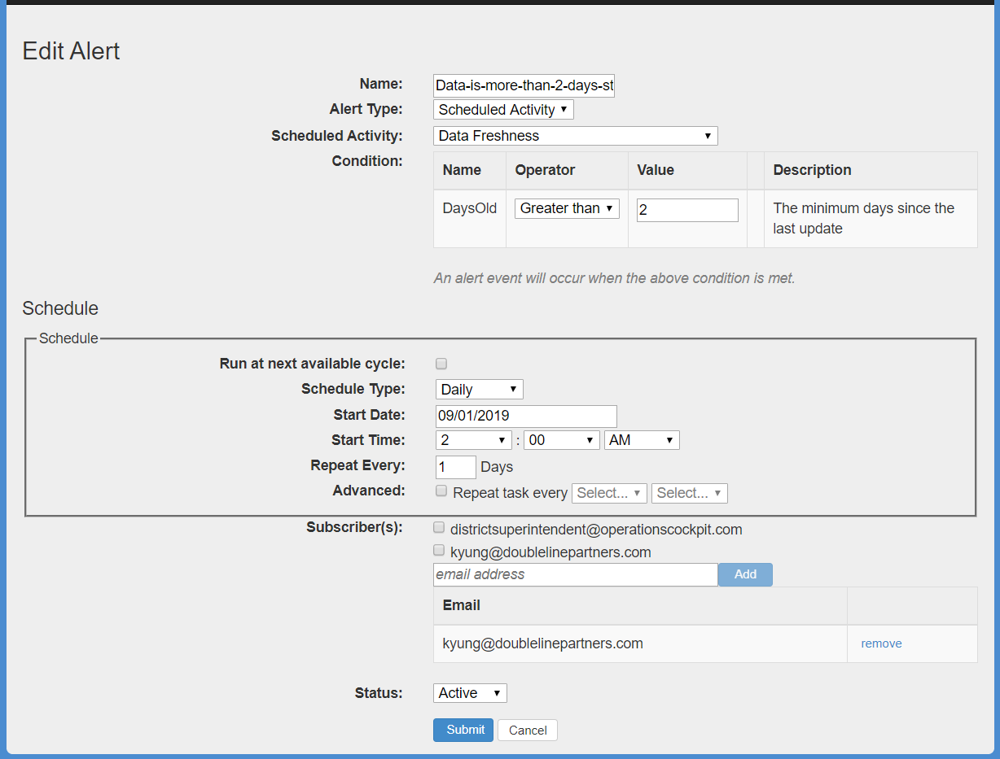 Edit Alert
Name: Data-is-more-than-2-days-st
Alert Type: Scheduled Activity
Scheduled Activity: Data Freshness
Condition:
Name Operator Value Description
DaysOld Greater than 2 The minimum days since the
last update
An alert event will occur when the above condition is met.
Schedule
Schedule
Run at next available cycle:
Schedule Type: Daily
Start Date: 09/01/2019
Start Time: 2 : 00 AM
Repeat Every: 1 Days
Advanced: Repeat task every Select... Select...
Subscriber(s): districtsuperintendent@operationscockpit.com
kyung@doublelinepartners.com
email address Add
Email
kyung@doublelinepartners.com remove
Status: Active
Submit Cancel